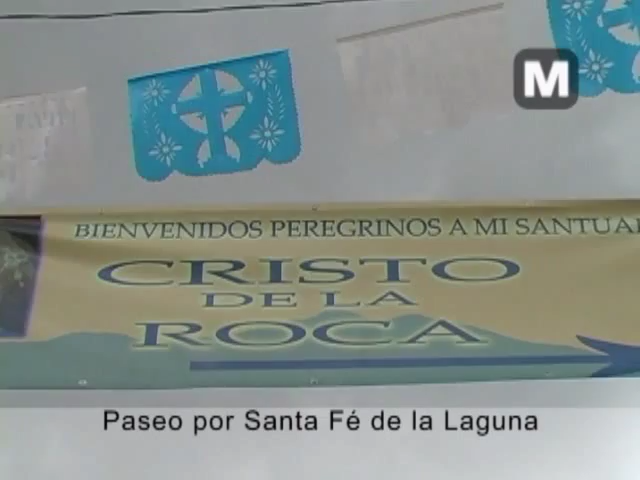 M
BIENVENIDOS PEREGRINOS A MI SANTUA
CRISTO
DE LA
ROCA
Paseo por Santa Fé de la Laguna